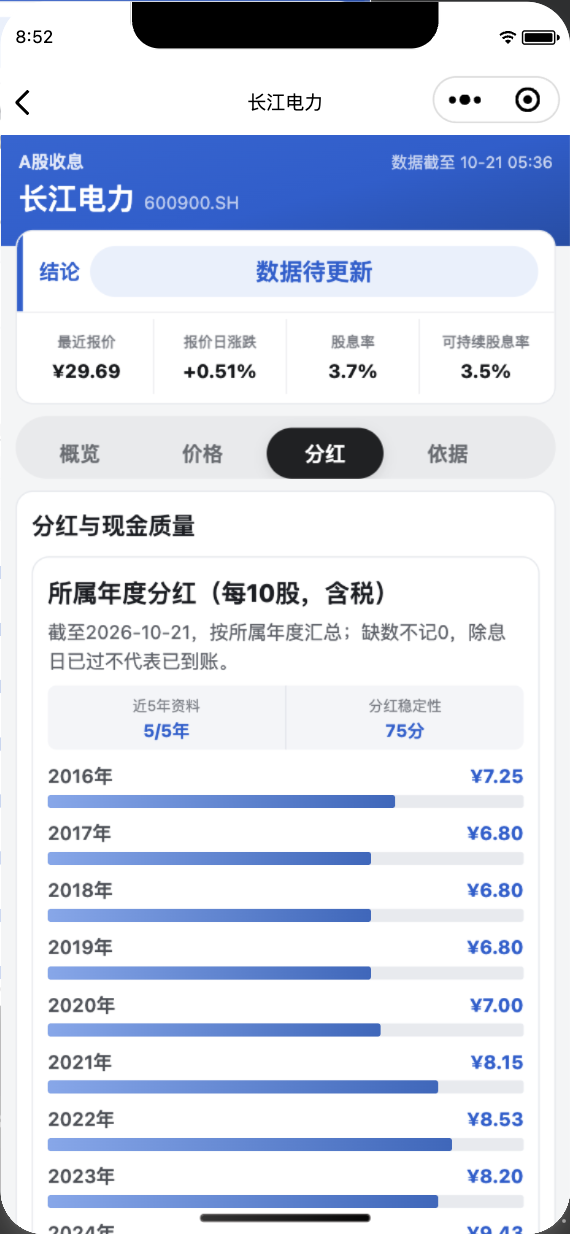 8:52
长江电力
A股收息
数据截至 10-21 05:36
长江电力 600900.SH
结论
数据待更新
最近报价
报价日涨跌
股息率
可持续股息率
¥29.69
+0.51%
3.7%
3.5%
概览
价格
分红
依据
分红与现金质量
所属年度分红（每10股，含税）
截至2026-10-21，按所属年度汇总；缺数不记0，除息
日已过不代表已到账。
近5年资料
分红稳定性
5/5年
75分
2016年
¥7.25
2017年
¥6.80
2018年
¥6.80
2019年
¥6.80
2020年
¥7.00
2021年
¥8.15
2022年
¥8.53
2023年
¥8.20
2024年
¥9.43